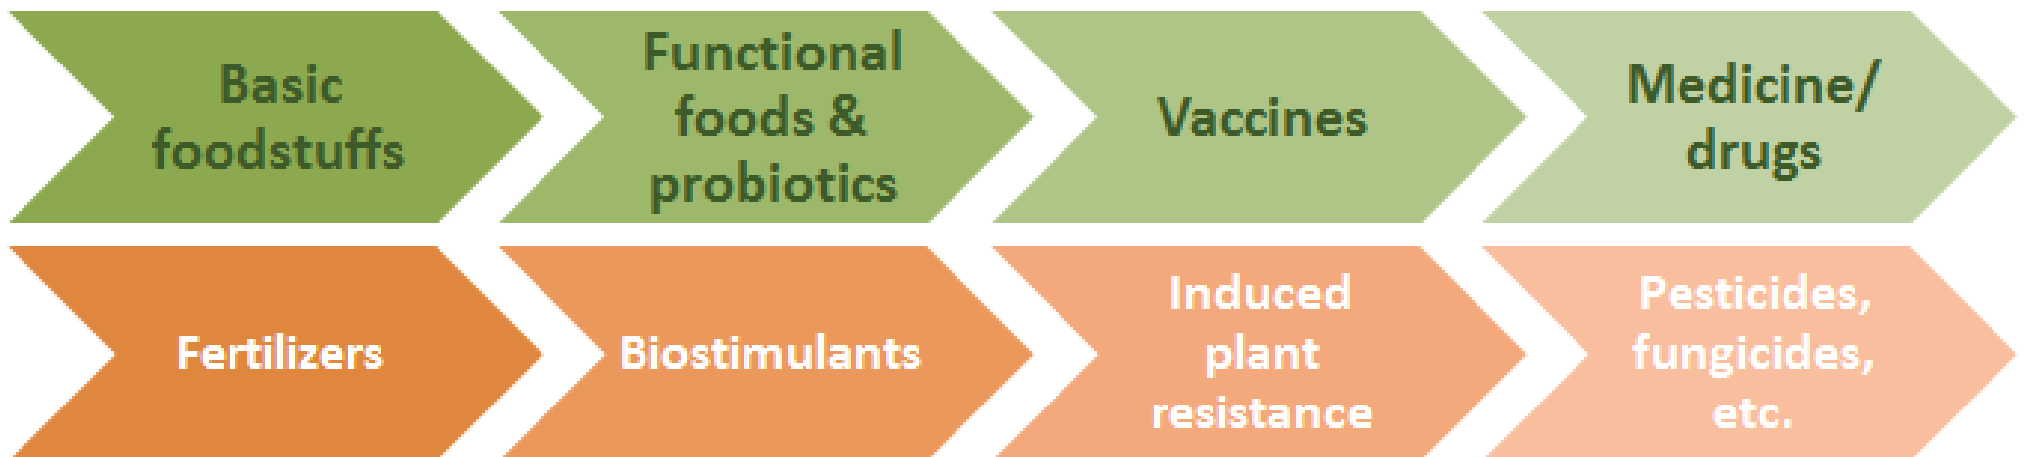 Basic
foodstuffs
Functional
foods &
probiotics
Vaccines
Medicine/
drugs
Fertilizers
Biostimulants
Induced
plant
resistance
Pesticides,
fungicides,
etc.